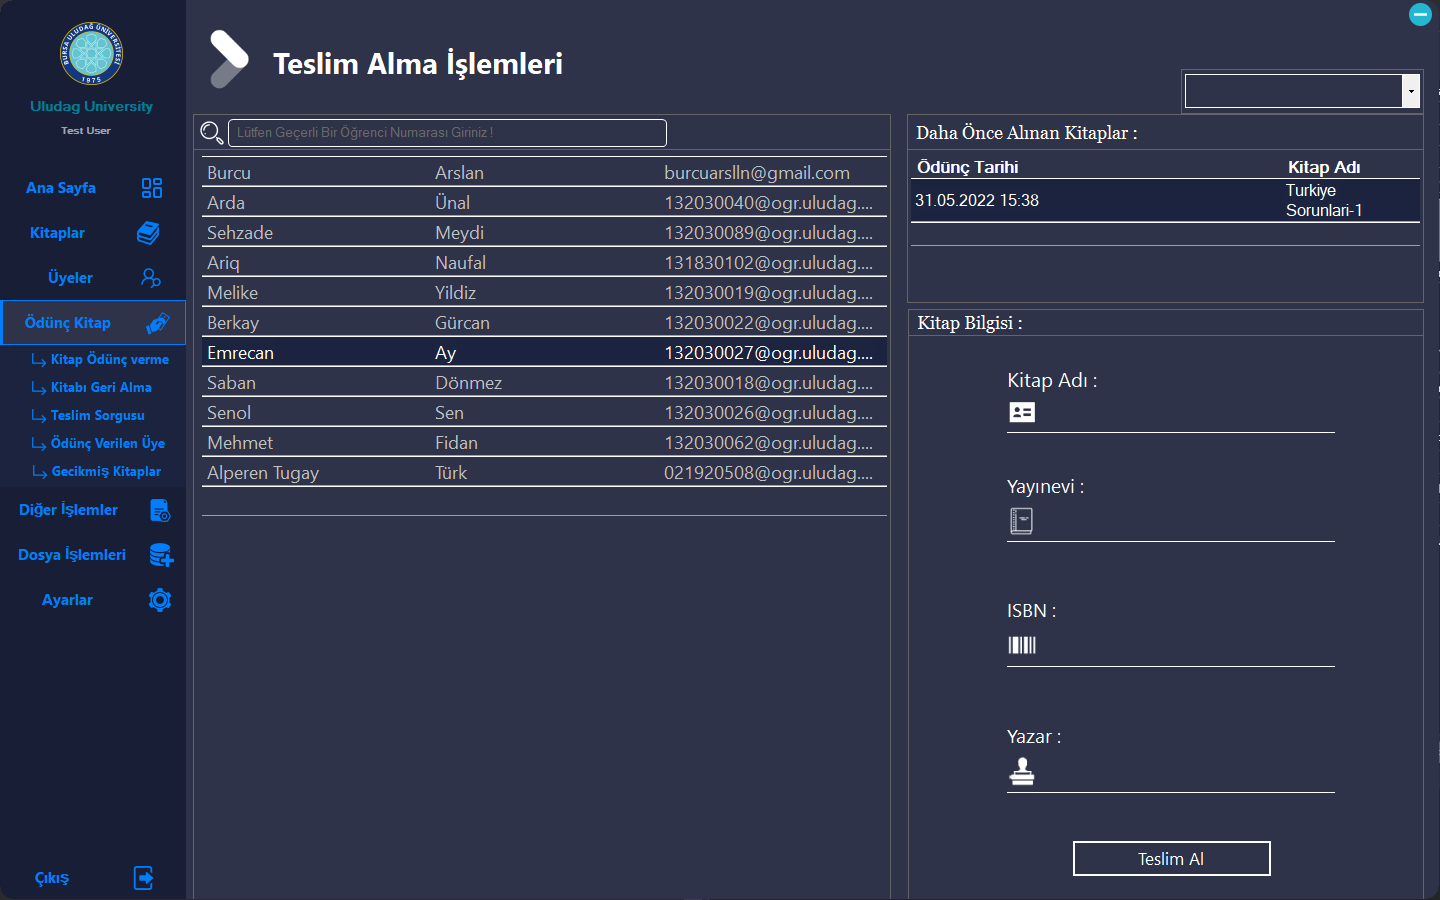 BURSA ULUDAĞ ÜNİVERSİTESİ
1975
Uludag University
Test User
Ana Sayfa
Kitaplar
Üyeler
Ödünç Kitap
Kitap Ödünç verme
Kitabı Geri Alma
Teslim Sorgusu
Ödünç Verilen Üye
Gecikmiş Kitaplar
Diğer İşlemler
Dosya İşlemleri
Ayarlar
Çıkış
Teslim Alma İşlemleri
Lütfen Geçerli Bir Öğrenci Numarası Giriniz !
Burcu Arslan burcuarslln@gmail.com
Arda Ünal 132030040@ogr.uludag....
Sehzade Meydi 132030089@ogr.uludag....
Ariq Naufal 131830102@ogr.uludag....
Melike Yildiz 132030019@ogr.uludag....
Berkay Gürcan 132030022@ogr.uludag....
Emrecan Ay 132030027@ogr.uludag....
Saban Dönmez 132030018@ogr.uludag....
Senol Sen 132030026@ogr.uludag....
Mehmet Fidan 132030062@ogr.uludag....
Alperen Tugay Türk 021920508@ogr.uludag....
Daha Önce Alınan Kitaplar :
Ödünç Tarihi Kitap Adı
31.05.2022 15:38 Turkiye
Sorunlari-1
Kitap Bilgisi :
Kitap Adı :
Yayınevi :
ISBN :
Yazar :
Teslim Al